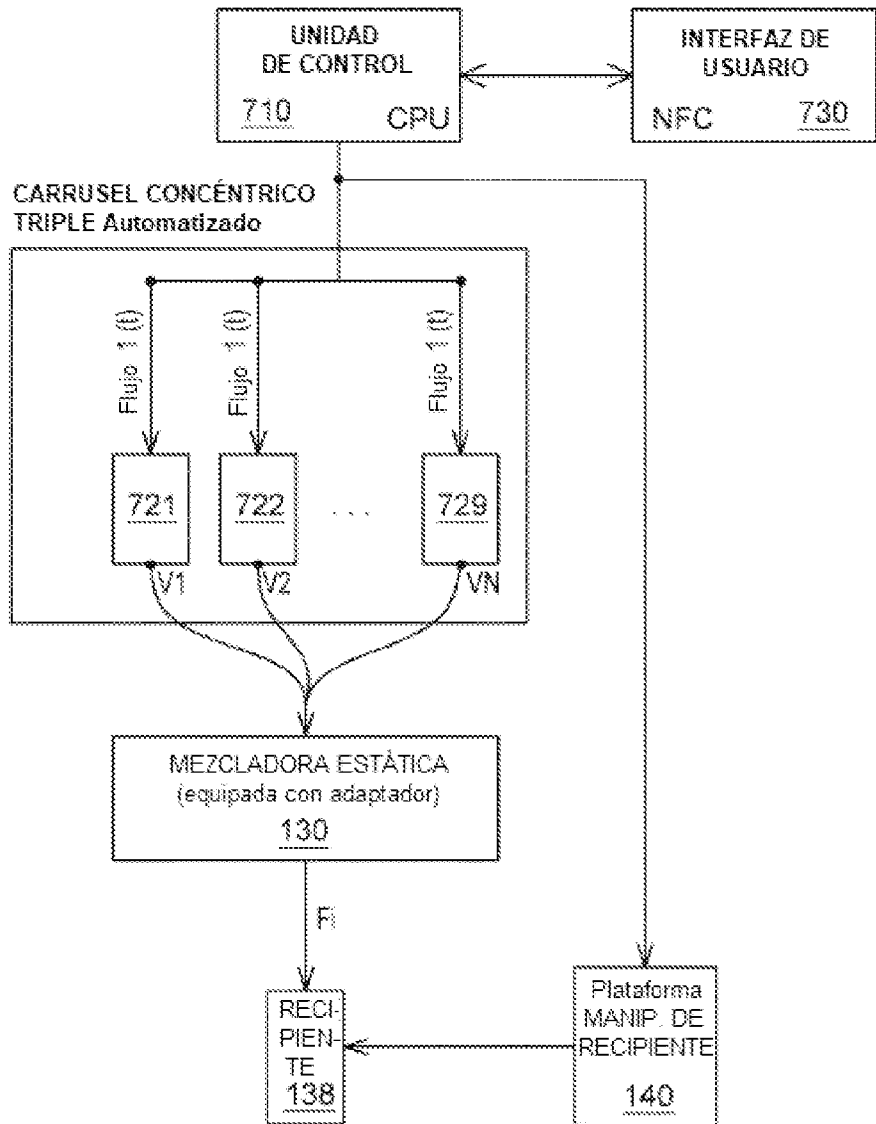 UNIDAD
DE CONTROL
710 CPU
INTERFAZ DE
USUARIO
NFC 730
CARRUSEL CONCÉNTRICO
TRIPLE Automatizado
Flujo 1 (t)
Flujo 1 (t)
Flujo 1 (t)
721
722
. . .
729
V1
V2
VN
MEZCLADORA ESTÀTICA
(equipada con adaptador)
130
Fi
RECI-
PIEN-
TE
138
Plataforma
MANIP. DE
RECIPIENTE
140